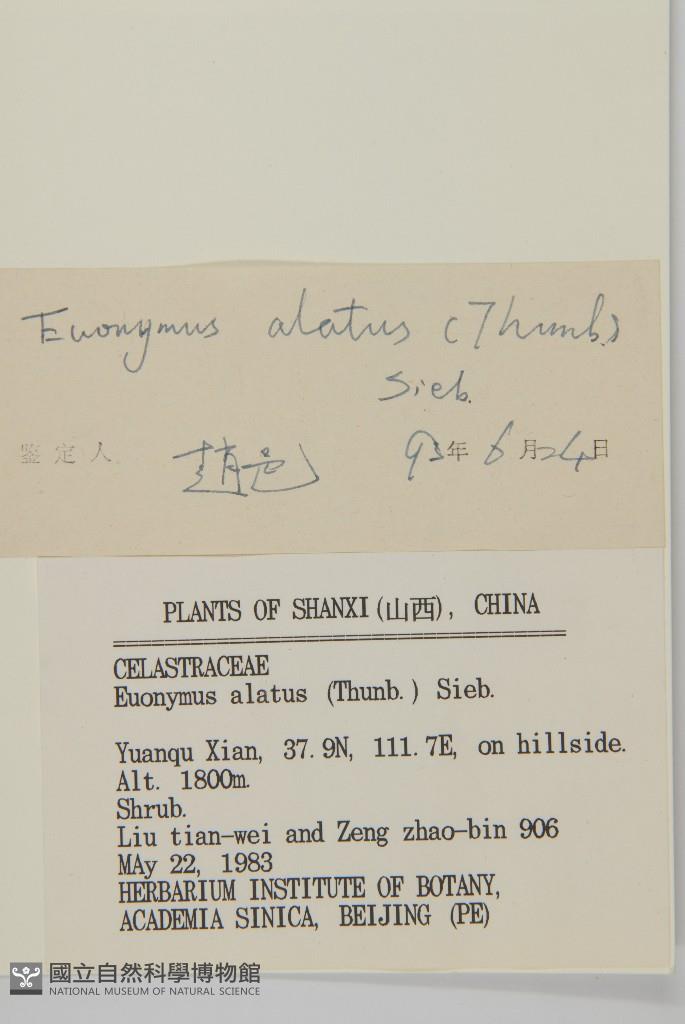 Euonymus alatus (Thunb.)
Sieb.
鉴定人 趙 93年6月24日
PLANTS OF SHANXI(山西), CHINA
CELASTRACEAE
Euonymus alatus (Thunb.) Sieb.
Yuanqu Xian, 37.9N, 111.7E, on hillside.
Alt. 1800m.
Shrub.
Liu tian-wei and Zeng zhao-bin 906
MAy 22, 1983
HERBARIUM INSTITUTE OF BOTANY,
ACADEMIA SINICA, BEIJING (PE)
國立自然科學博物館
NATIONAL MUSEUM OF NATURAL SCIENCE